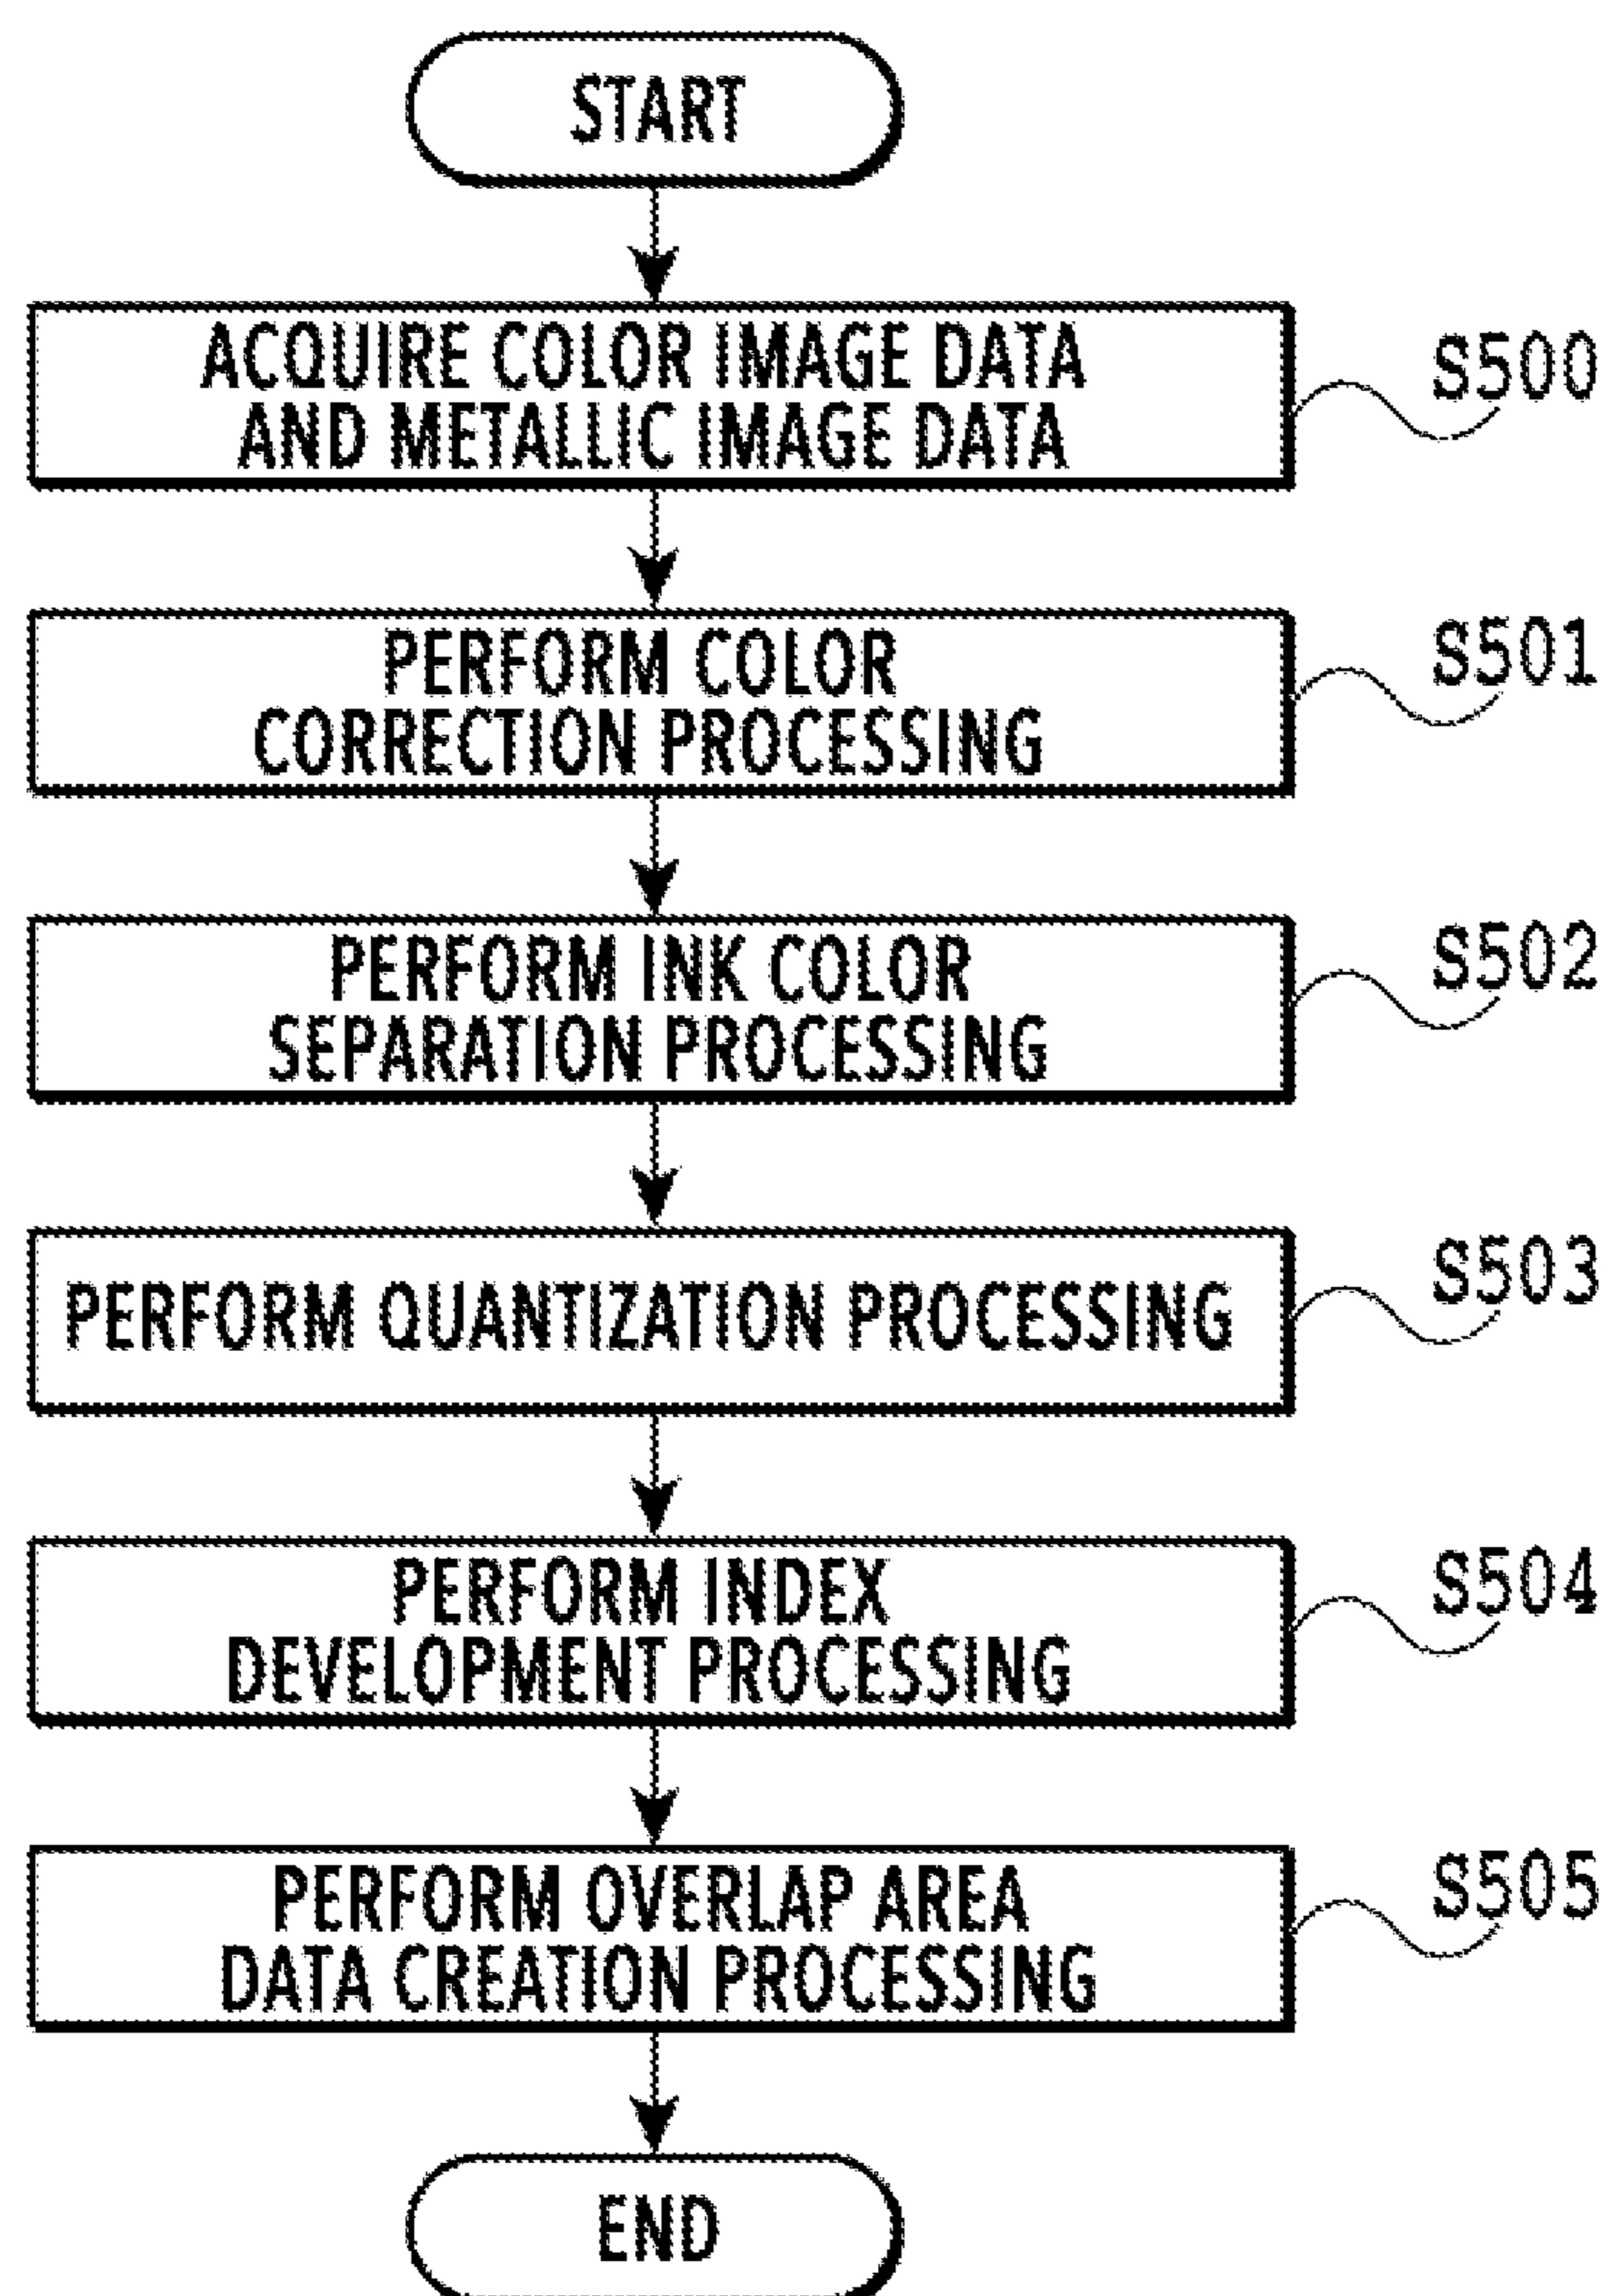 START
ACQUIRE COLOR IMAGE DATA
AND METALLIC IMAGE DATA
S500
PERFORM COLOR
CORRECTION PROCESSING
S501
PERFORM INK COLOR
SEPARATION PROCESSING
S502
PERFORM QUANTIZATION PROCESSING
S503
PERFORM INDEX
DEVELOPMENT PROCESSING
S504
PERFORM OVERLAP AREA
DATA CREATION PROCESSING
S505
END